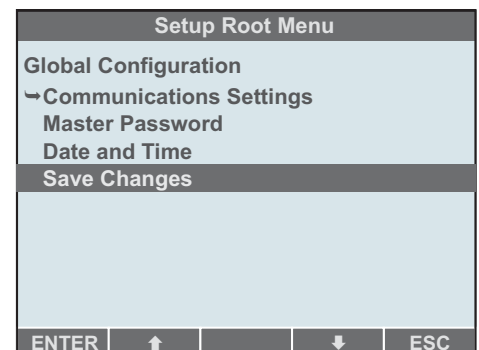 Setup Root Menu
Global Configuration
➥Communications Settings
Master Password
Date and Time
Save Changes
ENTER ⬆ ⬇ ESC